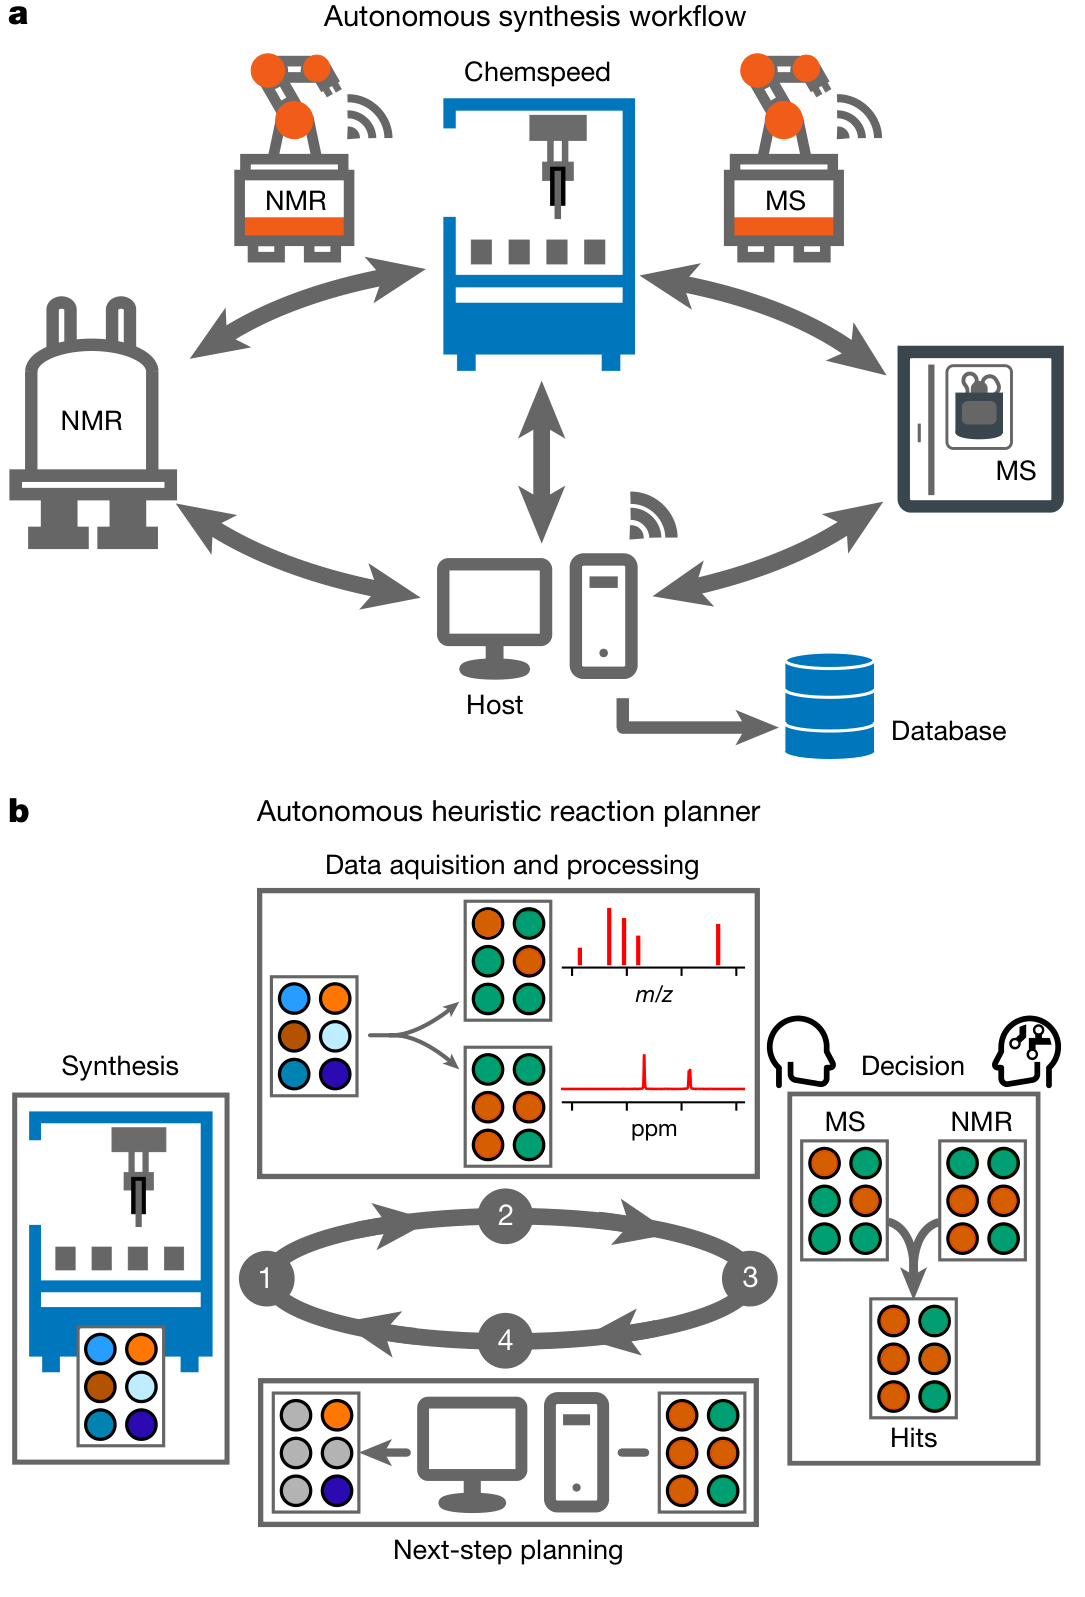 a
Autonomous synthesis workflow
Chemspeed
NMR
MS
NMR
MS
Host
Database
b
Autonomous heuristic reaction planner
Data aquisition and processing
m/z
ppm
Synthesis
Decision
MS
NMR
Hits
1
2
3
4
Next-step planning